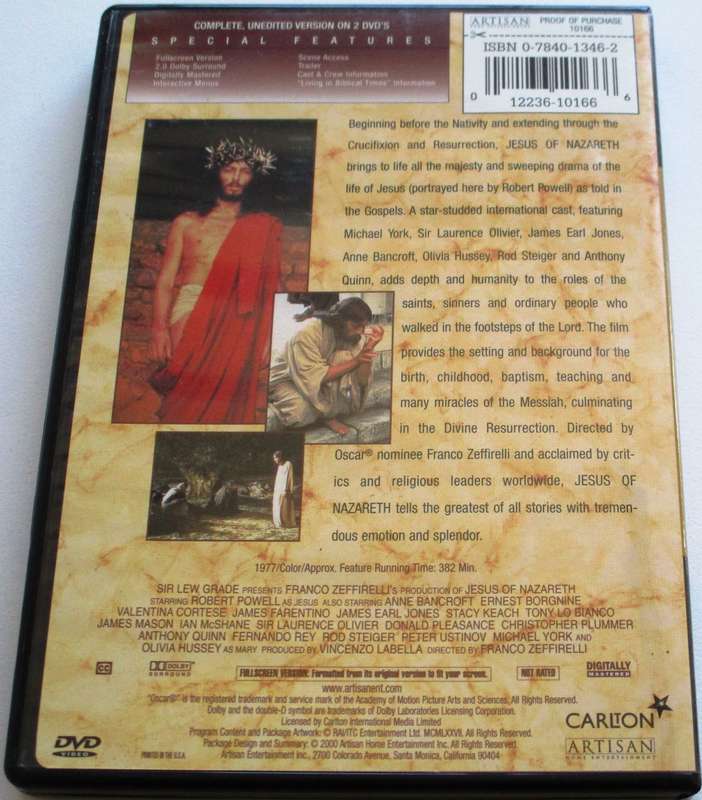 COMPLETE, UNEDITED VERSION ON 2 DVD'S
SPECIAL FEATURES
Fullscreen Version
2.0 Dolby Surround
Digitally Mastered
Interactive Menus
Scene Access
Trailer
Cast & Crew Information
"Living in Biblical Times" Information
ARTISAN
HOME ENTERTAINMENT
PROOF OF PURCHASE
10166
ISBN 0-7840-1346-2
0 12236-10166 6
Beginning before the Nativity and extending through the
Crucifixion and Resurrection, JESUS OF NAZARETH
brings to life all the majesty and sweeping drama of the
life of Jesus (portrayed here by Robert Powell) as told in
the Gospels. A star-studded international cast, featuring
Michael York, Sir Laurence Olivier, James Earl Jones,
Anne Bancroft, Olivia Hussey, Rod Steiger and Anthony
Quinn, adds depth and humanity to the roles of the
saints, sinners and ordinary people who
walked in the footsteps of the Lord. The film
provides the setting and background for the
birth, childhood, baptism, teaching and
many miracles of the Messiah, culminating
in the Divine Resurrection. Directed by
Oscar® nominee Franco Zeffirelli and acclaimed by crit-
ics and religious leaders worldwide, JESUS OF
NAZARETH tells the greatest of all stories with tremen-
dous emotion and splendor.
1977/Color/Approx. Feature Running Time: 382 Min.
SIR LEW GRADE PRESENTS FRANCO ZEFFIRELLI'S PRODUCTION OF JESUS OF NAZARETH
STARRING ROBERT POWELL AS JESUS ALSO STARRING ANNE BANCROFT ERNEST BORGNINE
VALENTINA CORTESE JAMES FARENTINO JAMES EARL JONES STACY KEACH TONY LO BIANCO
JAMES MASON IAN McSHANE SIR LAURENCE OLIVIER DONALD PLEASANCE CHRISTOPHER PLUMMER
ANTHONY QUINN FERNANDO REY ROD STEIGER PETER USTINOV MICHAEL YORK AND
OLIVIA HUSSEY AS MARY. PRODUCED BY VINCENZO LABELLA DIRECTED BY FRANCO ZEFFIRELLI
CC
DOLBY
SURROUND
FULLSCREEN VERSION: Formatted from its original version to fit your screen.
NOT RATED
DIGITALLY
MASTERED
www.artisanent.com
"Oscar®" is the registered trademark and service mark of the Academy of Motion Picture Arts and Sciences, All Rights Reserved.
Dolby and the double-D symbol are trademarks of Dolby Laboratories Licensing Corporation.
Licensed by Carlton International Media Limited
Program Content and Package Artwork: © RAI/ITC Entertainment Ltd. MCMLXXVII. All Rights Reserved.
Package Design and Summary: © 2000 Artisan Home Entertainment Inc. All Rights Reserved.
Artisan Entertainment Inc., 2700 Colorado Avenue, Santa Monica, California 90404
DVD
VIDEO
PRINTED IN THE U.S.A.
CARLTON
ARTISAN
HOME ENTERTAINMENT